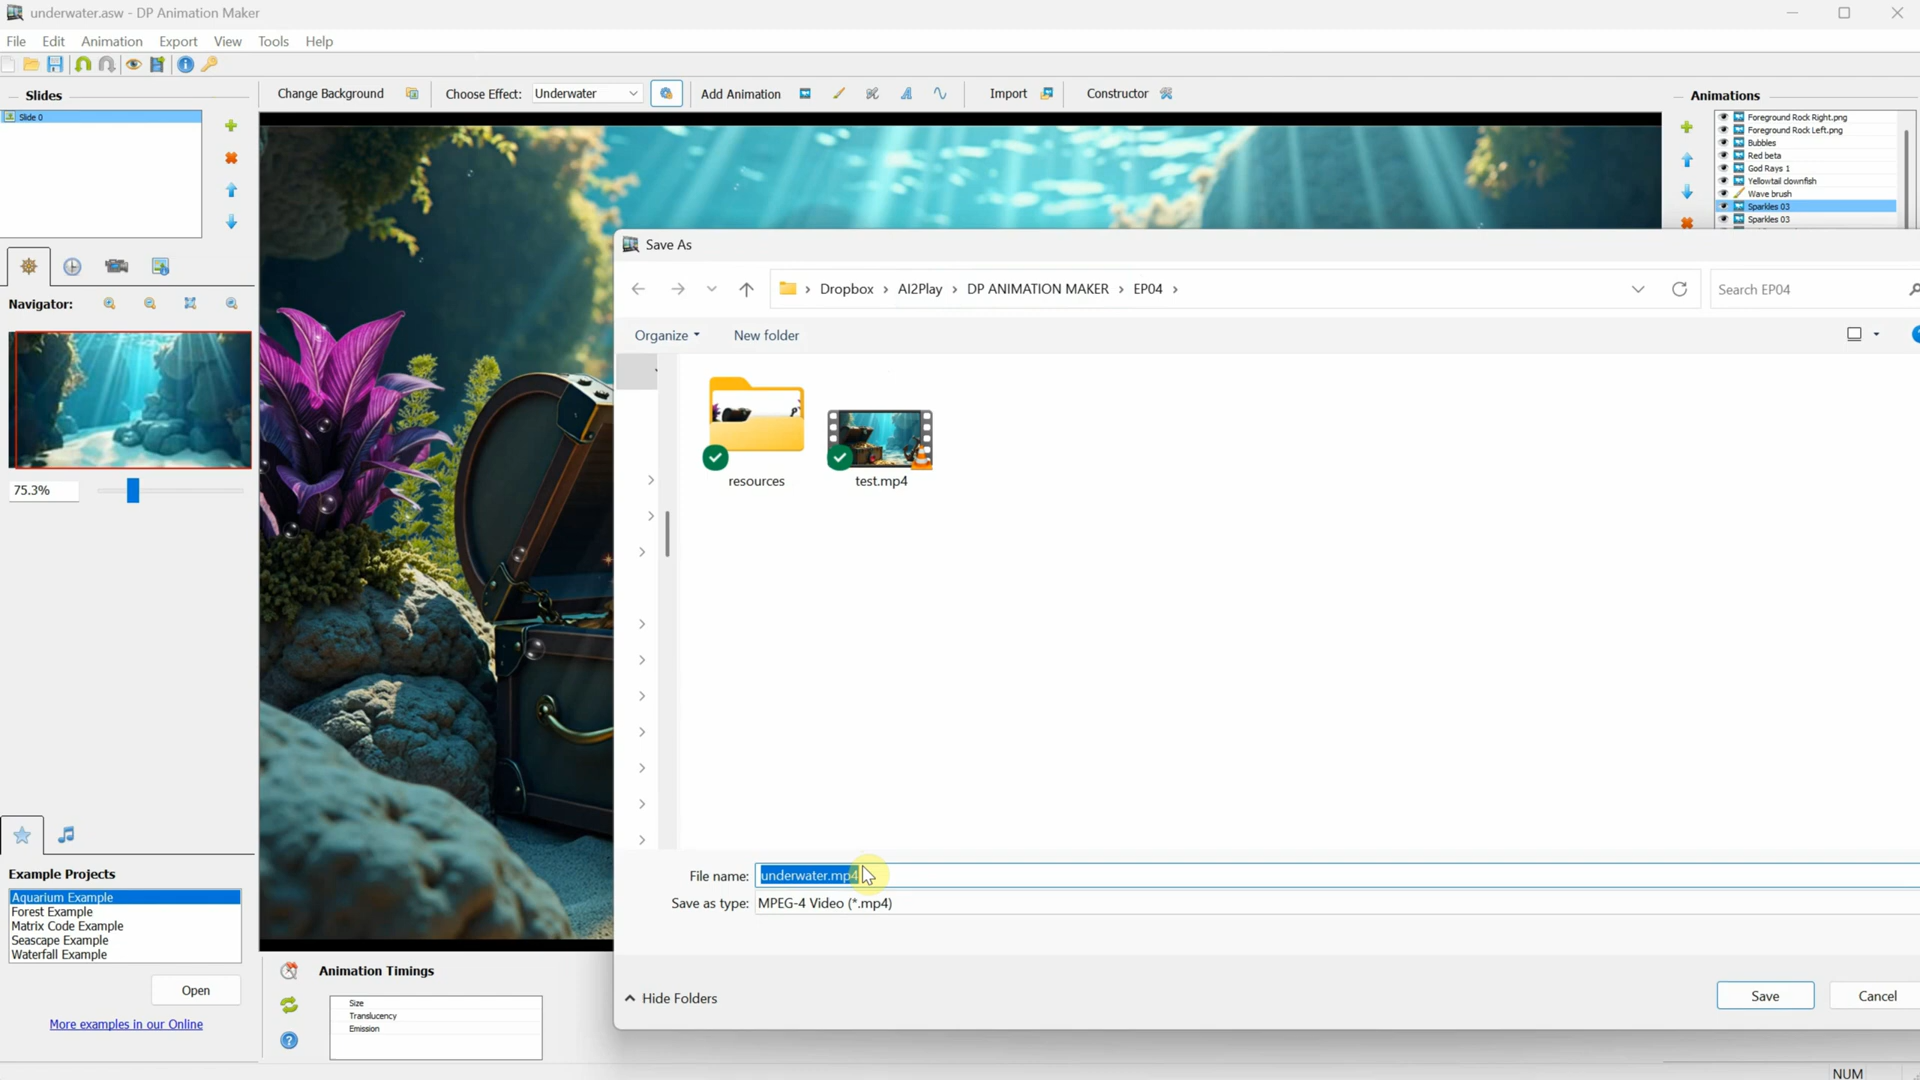 underwater.asw - DP Animation Maker
File Edit Animation Export View Tools Help
Slides
Change Background Choose Effect: Underwater Add Animation Import Constructor
Animations
Slide 0
Foreground Rock Right.png
Foreground Rock Left.png
Bubbles
Red beta
God Rays 1
Yellowtail clownfish
Wave brush
Sparkles 03
Sparkles 03
Navigator:
75.3%
Save As
Dropbox › AI2Play › DP ANIMATION MAKER › EP04 ›
Search EP04
Organize New folder
resources
test.mp4
File name: underwater.mp4
Save as type: MPEG-4 Video (*.mp4)
Hide Folders
Save Cancel
Example Projects
Aquarium Example
Forest Example
Matrix Code Example
Seascape Example
Waterfall Example
Open
More examples in our Online
Animation Timings
Size
Translucency
Emission
NUM